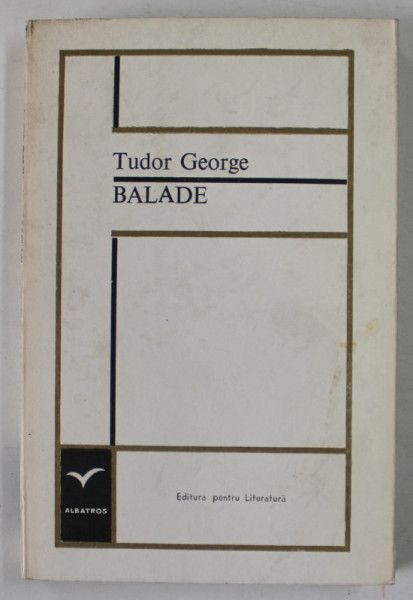 Tudor George
BALADE
ALBATROS
Editura pentru Literatură